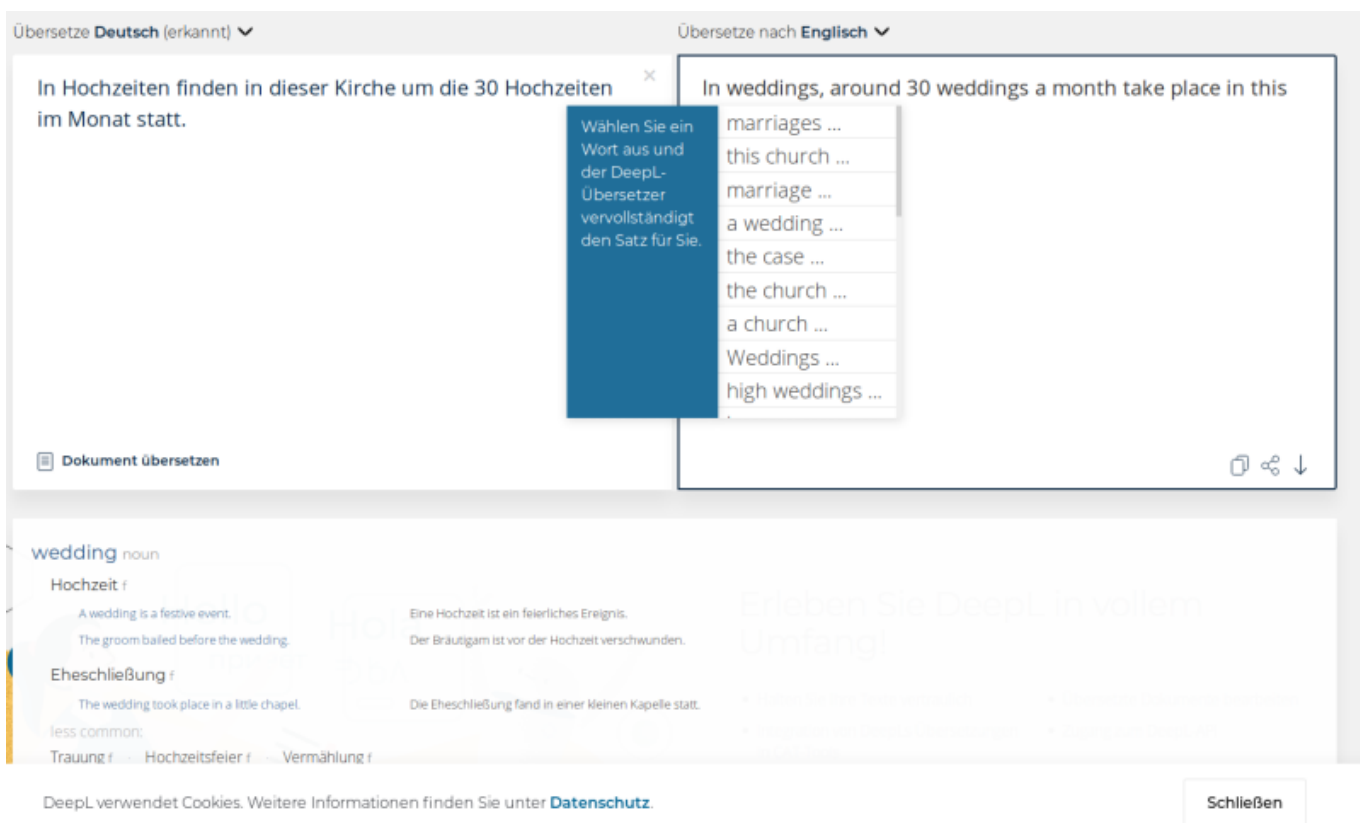 Übersetze Deutsch (erkannt)
Übersetze nach Englisch
In Hochzeiten finden in dieser Kirche um die 30 Hochzeiten
im Monat statt.
In weddings, around 30 weddings a month take place in this
Wählen Sie ein
Wort aus und
der DeepL-
Übersetzer
vervollständigt
den Satz für Sie.
marriages ...
this church ...
marriage ...
a wedding ...
the case ...
the church ...
a church ...
Weddings ...
high weddings ...
Dokument übersetzen
wedding noun
Hochzeit f
A wedding is a festive event. Eine Hochzeit ist ein feierliches Ereignis.
The groom bailed before the wedding. Der Bräutigam ist vor der Hochzeit verschwunden.
Eheschließung f
The wedding took place in a little chapel. Die Eheschließung fand in einer kleinen Kapelle statt.
less common:
Trauung f · Hochzeitsfeier f · Vermählung f
Hello
Hola
Erleben Sie DeepL in vollem
Umfang!
DeepL verwendet Cookies. Weitere Informationen finden Sie unter Datenschutz.
Schließen